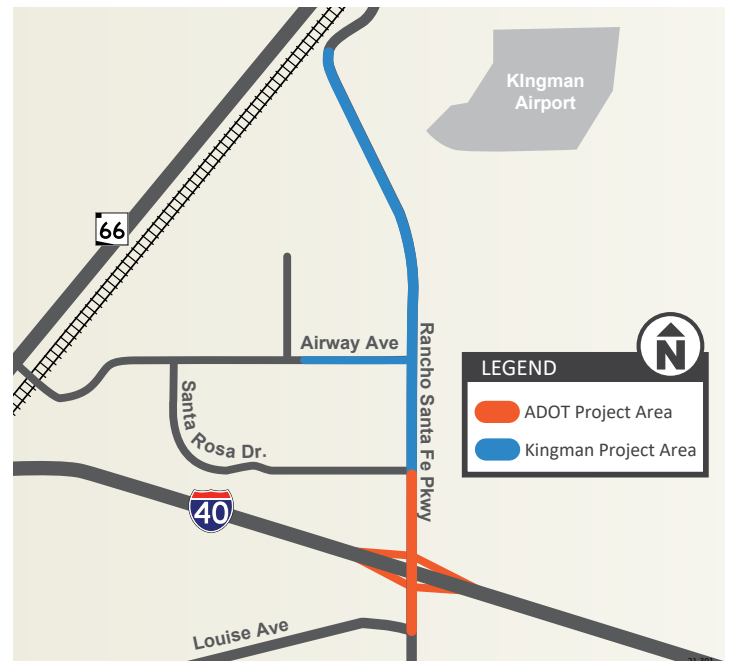 KIngman
Airport
66
Airway Ave
Rancho Santa Fe Pkwy
N
LEGEND
ADOT Project Area
Kingman Project Area
Santa Rosa Dr.
40
Louise Ave